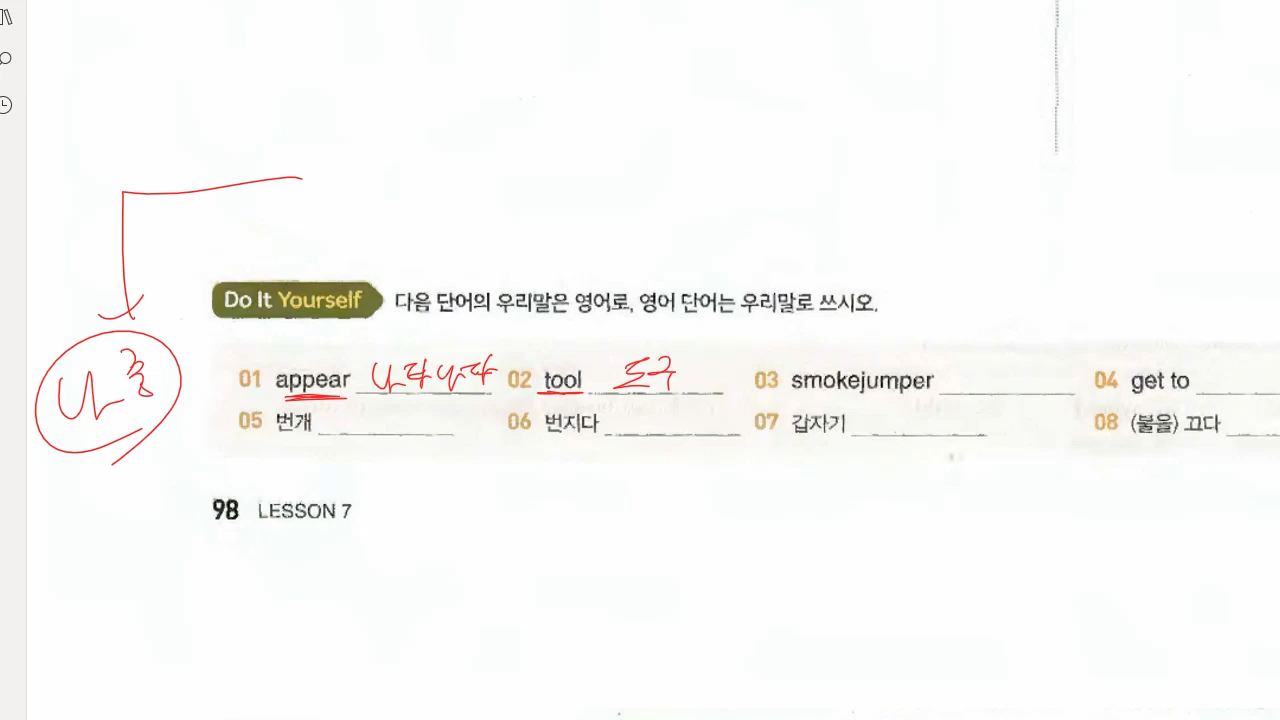 Do It Yourself 다음 단어의 우리말은 영어로, 영어 단어는 우리말로 쓰시오.
나중
01 appear 나타나다 02 tool 도구 03 smokejumper 04 get to
05 번개 06 번지다 07 갑자기 08 (불을) 끄다
98 LESSON 7